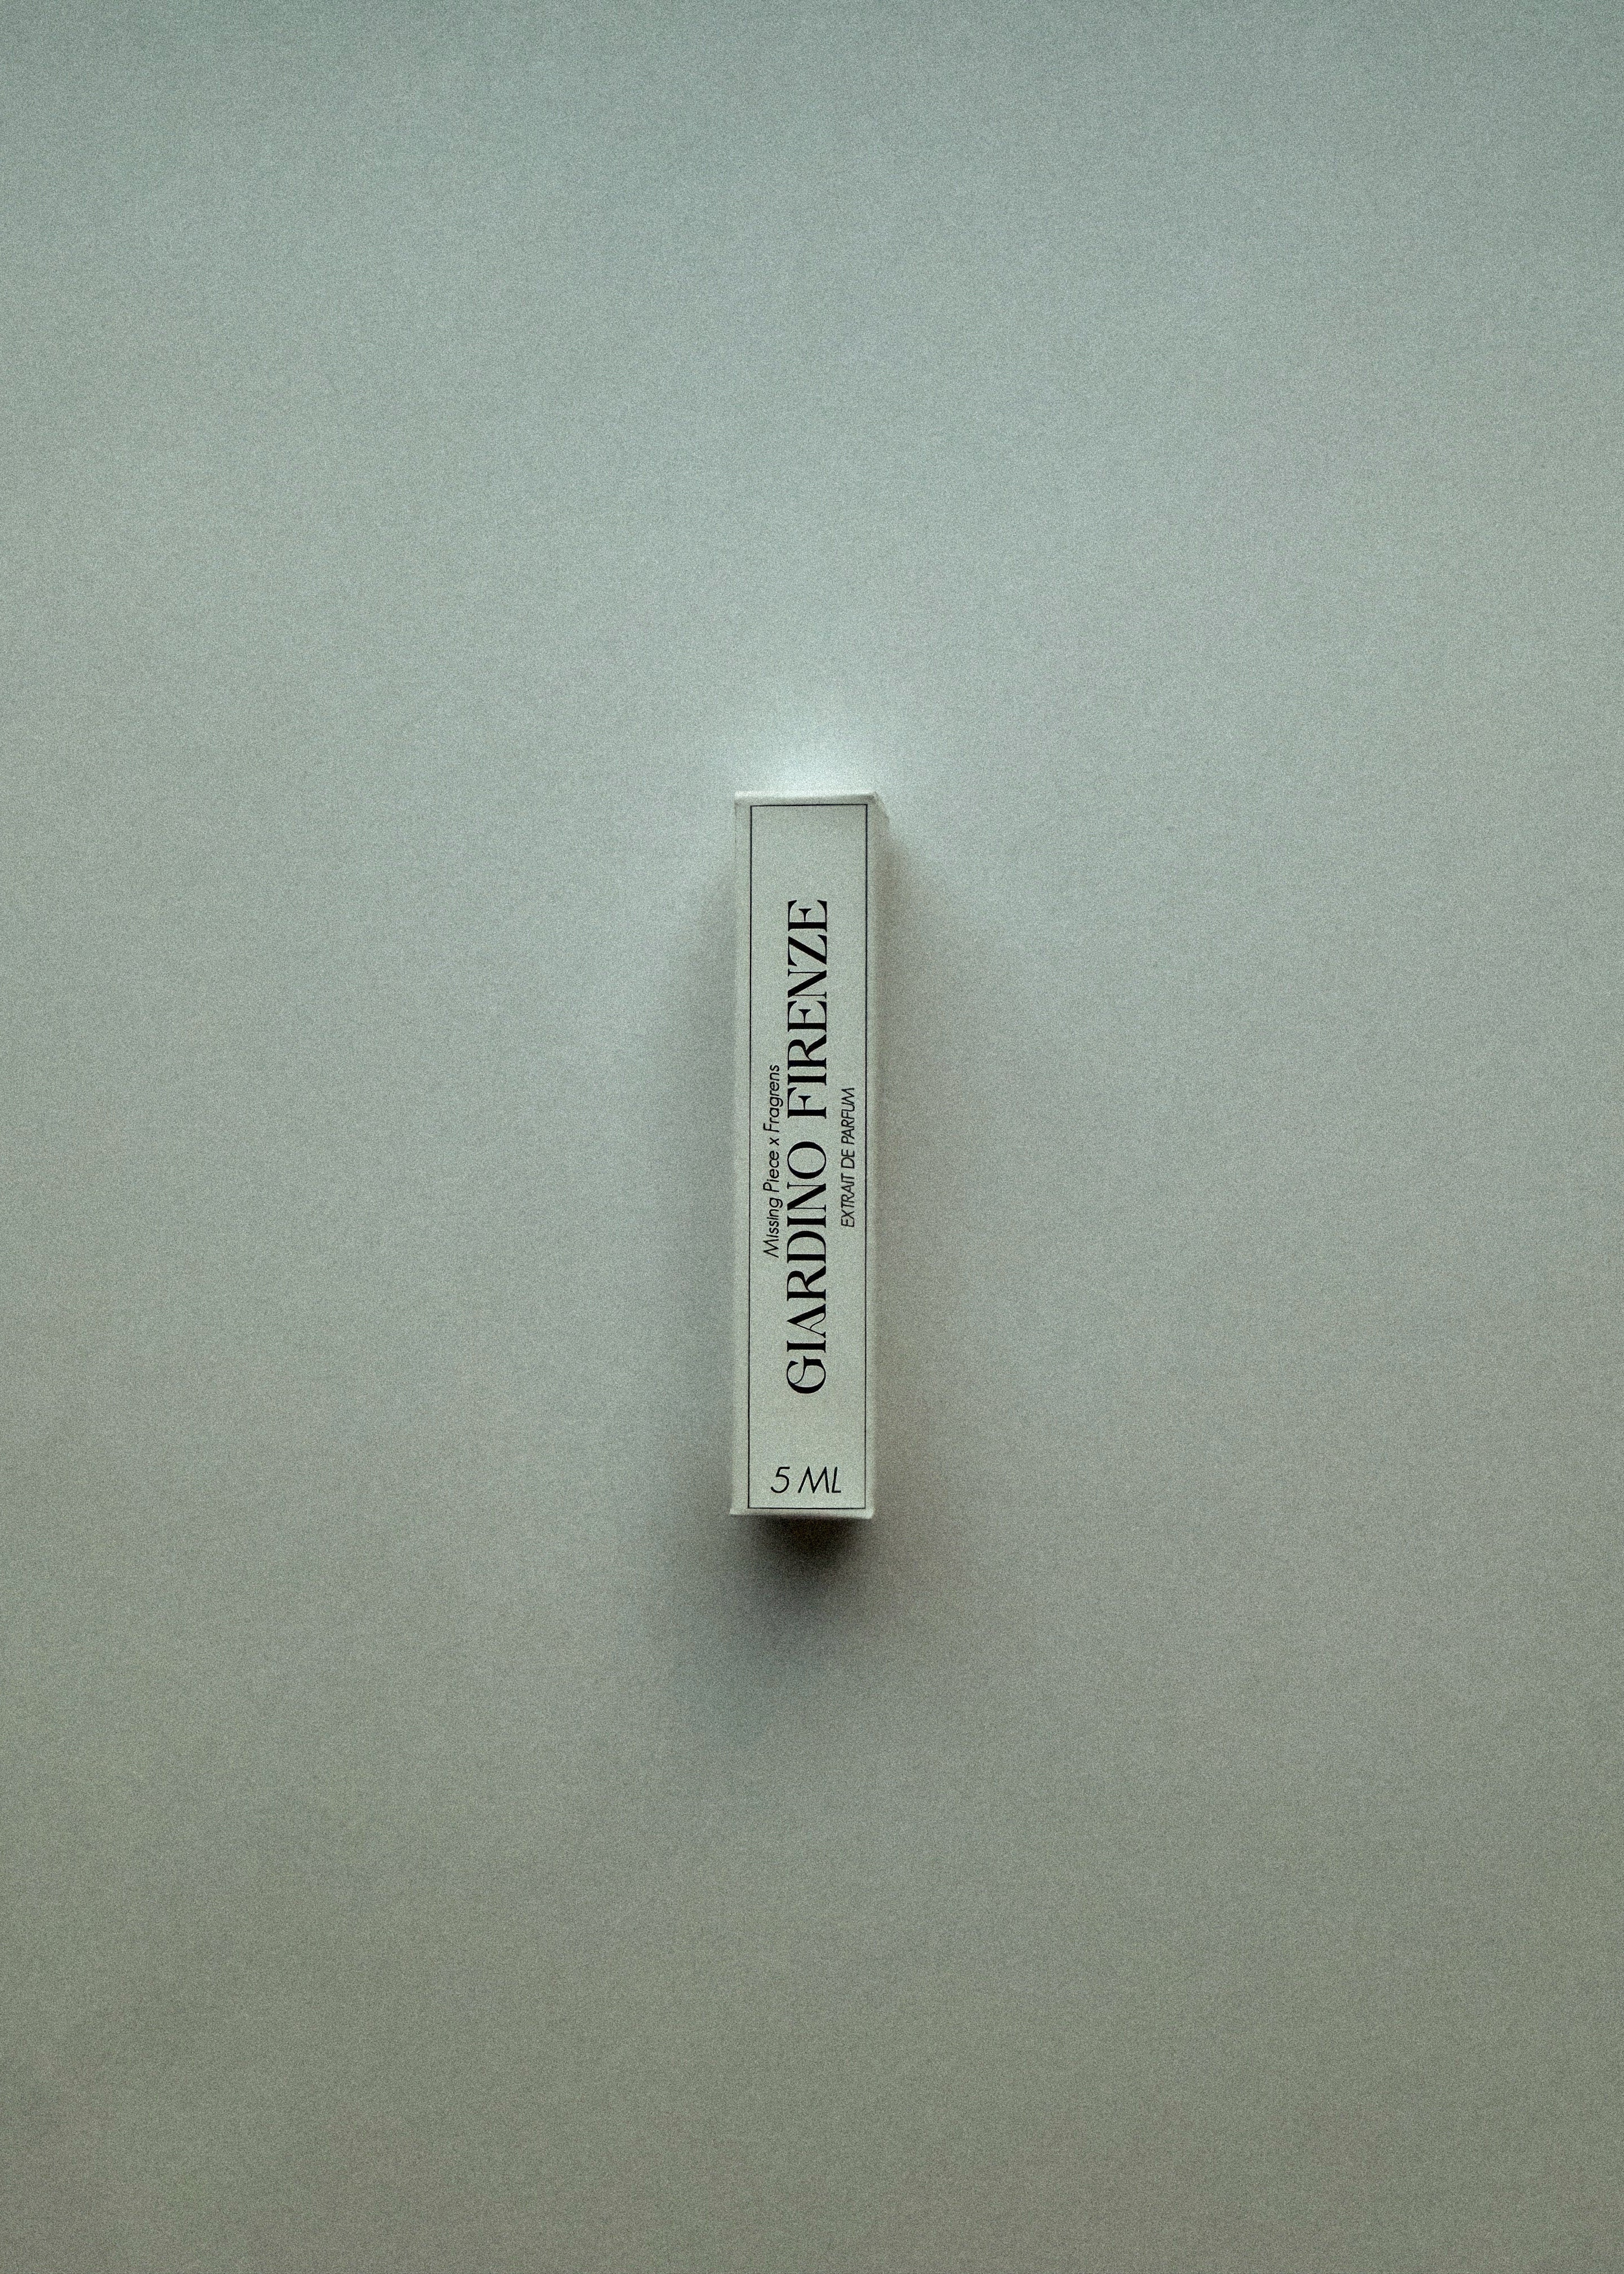 Missing Piece x Fragrens
GIARDINO FIRENZE
EXTRAIT DE PARFUM
5 ML